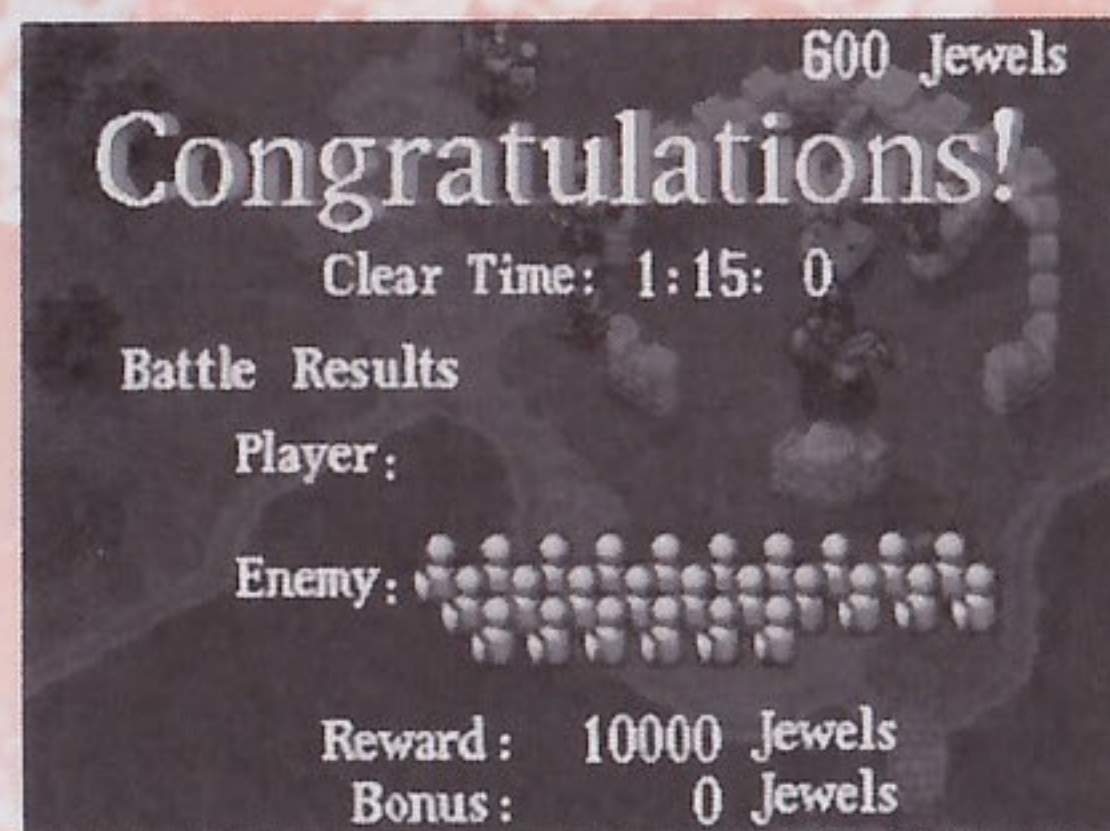 600 Jewels
Congratulations!
Clear Time: 1:15: 0
Battle Results
Player:
Enemy:
Reward: 10000 Jewels
Bonus: 0 Jewels